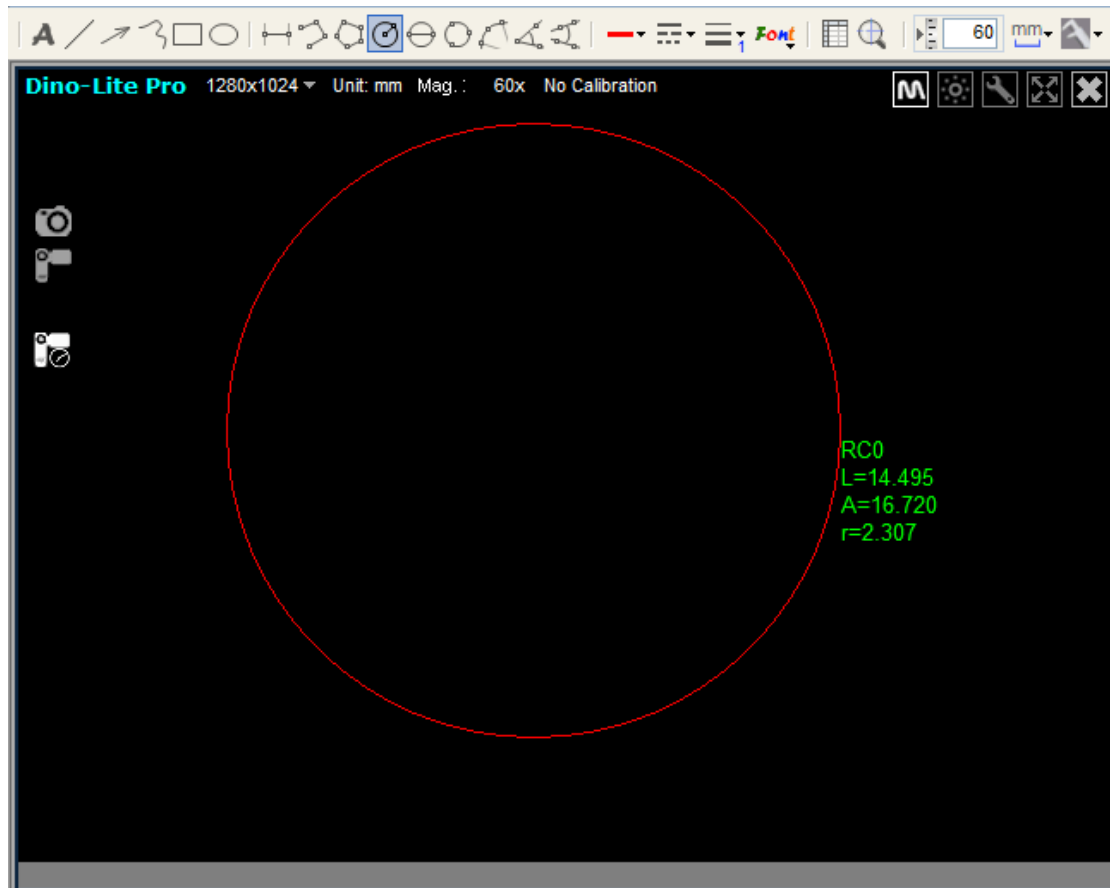 A 1 Font 60 mm
Dino-Lite Pro 1280x1024 Unit: mm Mag.: 60x No Calibration
RC0
L=14.495
A=16.720
r=2.307